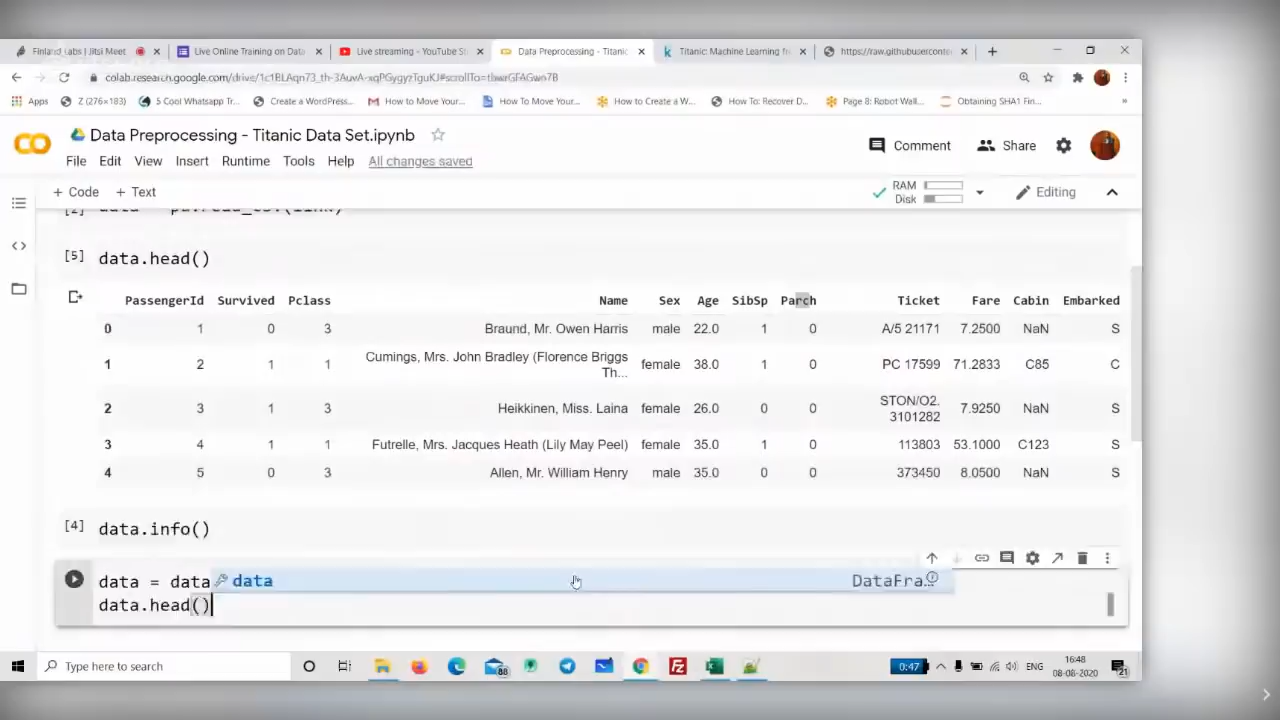 Finland Labs | Jitsi Meet
Live Online Training on Data
Live streaming - YouTube St
Data Preprocessing - Titanic
Titanic: Machine Learning fr
https://raw.githubuserconte
Apps
Z (276×183)
5 Cool Whatsapp Tr...
Create a WordPress...
How to Move Your...
How To Move Your...
How to Create a W...
How To: Recover D...
Page 8: Robot Wall...
Obtaining SHA1 Fin...
»
CO
Data Preprocessing - Titanic Data Set.ipynb
Comment
Share
File Edit View Insert Runtime Tools Help All changes saved
+ Code + Text
RAM
Disk
Editing
[5] data.head()
PassengerId Survived Pclass Name Sex Age SibSp Parch Ticket Fare Cabin Embarked
0 1 0 3 Braund, Mr. Owen Harris male 22.0 1 0 A/5 21171 7.2500 NaN S
1 2 1 1 Cumings, Mrs. John Bradley (Florence Briggs Th... female 38.0 1 0 PC 17599 71.2833 C85 C
2 3 1 3 Heikkinen, Miss. Laina female 26.0 0 0 STON/O2. 3101282 7.9250 NaN S
3 4 1 1 Futrelle, Mrs. Jacques Heath (Lily May Peel) female 35.0 1 0 113803 53.1000 C123 S
4 5 0 3 Allen, Mr. William Henry male 35.0 0 0 373450 8.0500 NaN S
[4] data.info()
data = data
data DataFra...
data.head()
Type here to search
88
0:47
ENG
16:48
08-08-2020
21